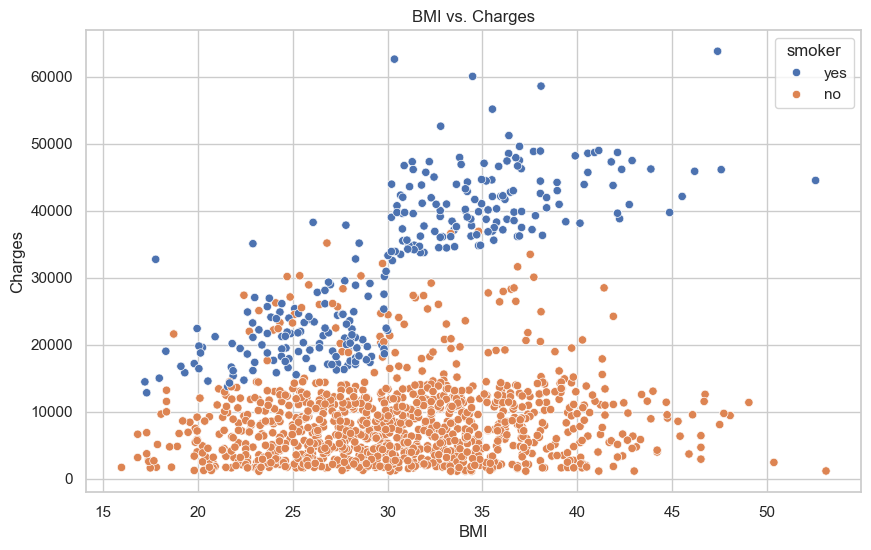 BMI vs. Charges
smoker
yes
no
Charges
60000
50000
40000
30000
20000
10000
0
15 20 25 30 35 40 45 50
BMI